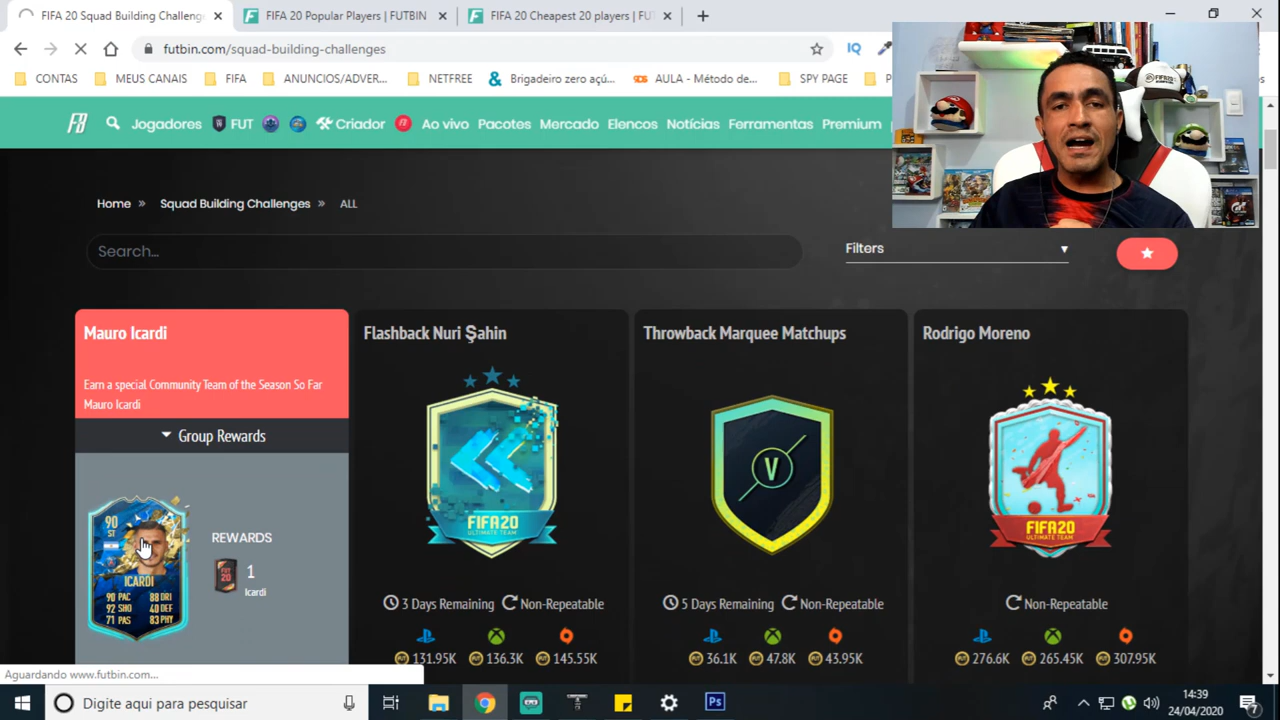 FIFA 20 Squad Building Challeng
FIFA 20 Popular Players | FUTBIN
FIFA 20 Cheapest 20 players | FUT
futbin.com/squad-building-challenges
IQ
CONTAS
MEUS CANAIS
FIFA
ANUNCIOS/ADVER...
NETFREE
Brigadeiro zero açú...
AULA - Método de...
SPY PAGE
Jogadores
FUT
Criad
Ao vivo
Pacotes
Mercado
Elencos
Notícias
Ferramentas
Premium
Home » Squad Building Challenges » ALL
Search...
Filters
Mauro Icardi
Earn a special Community Team of the Season So Far
Mauro Icardi
Group Rewards
90
ST
ICARDI
90 PAC 88 DRI
92 SHO 40 DEF
71 PAS 83 PHY
REWARDS
1
Icardi
Flashback Nuri Şahin
FIFA20
ULTIMATE TEAM
3 Days Remaining
Non-Repeatable
131.95K
136.3K
145.55K
Throwback Marquee Matchups
V
5 Days Remaining
Non-Repeatable
36.1K
47.8K
43.95K
Rodrigo Moreno
FIFA20
ULTIMATE TEAM
Non-Repeatable
276.6K
265.45K
307.95K
Aguardando www.futbin.com...
Digite aqui para pesquisar
Ps
14:39
24/04/2020
7